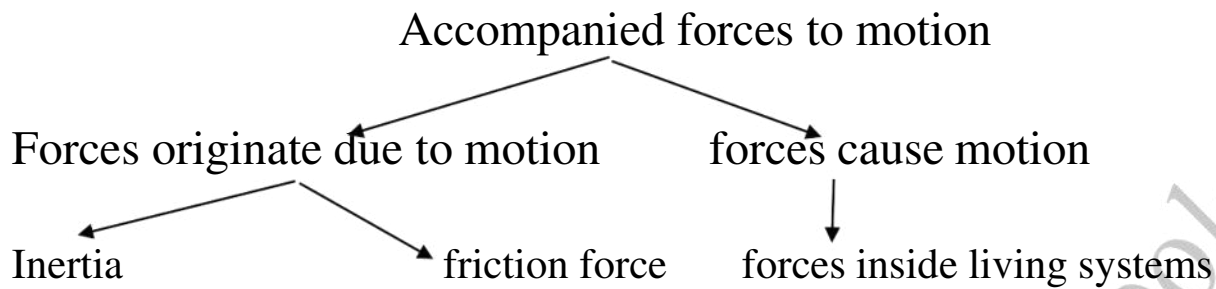 Accompanied forces to motion
Forces originate due to motion forces cause motion
Inertia friction force forces inside living systems